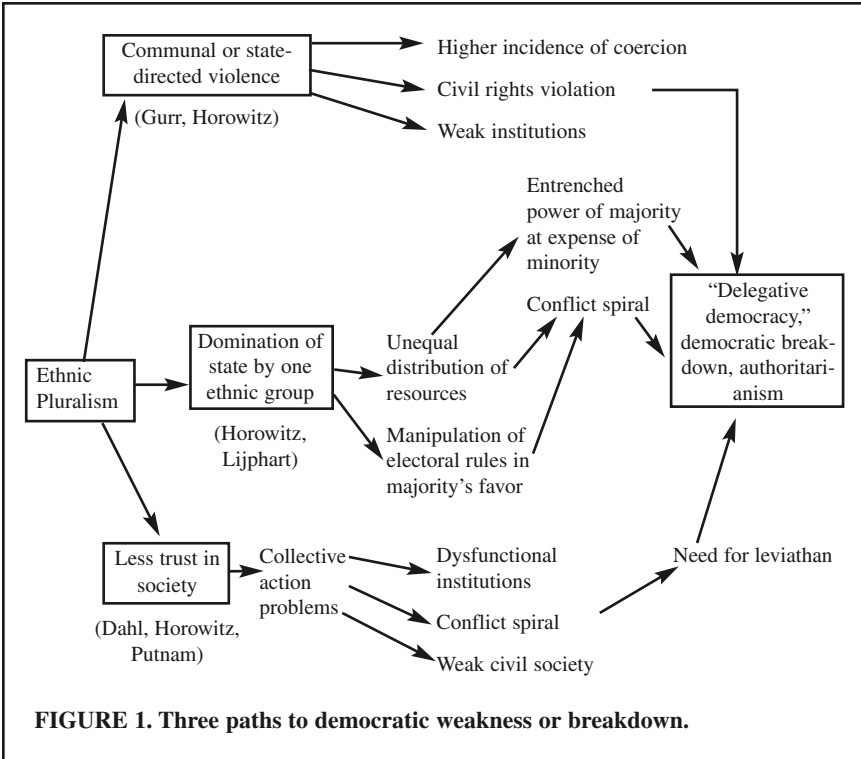 Communal or state-
directed violence
(Gurr, Horowitz)
Higher incidence of coercion
Civil rights violation
Weak institutions
Entrenched
power of majority
at expense of
minority
Conflict spiral
“Delegative
democracy,”
democratic break-
down, authoritari-
anism
Ethnic
Pluralism
Domination of
state by one
ethnic group
(Horowitz,
Lijphart)
Unequal
distribution of
resources
Manipulation of
electoral rules in
majority’s favor
Less trust in
society
(Dahl, Horowitz,
Putnam)
Collective
action
problems
Dysfunctional
institutions
Conflict spiral
Weak civil society
Need for leviathan
FIGURE 1. Three paths to democratic weakness or breakdown.